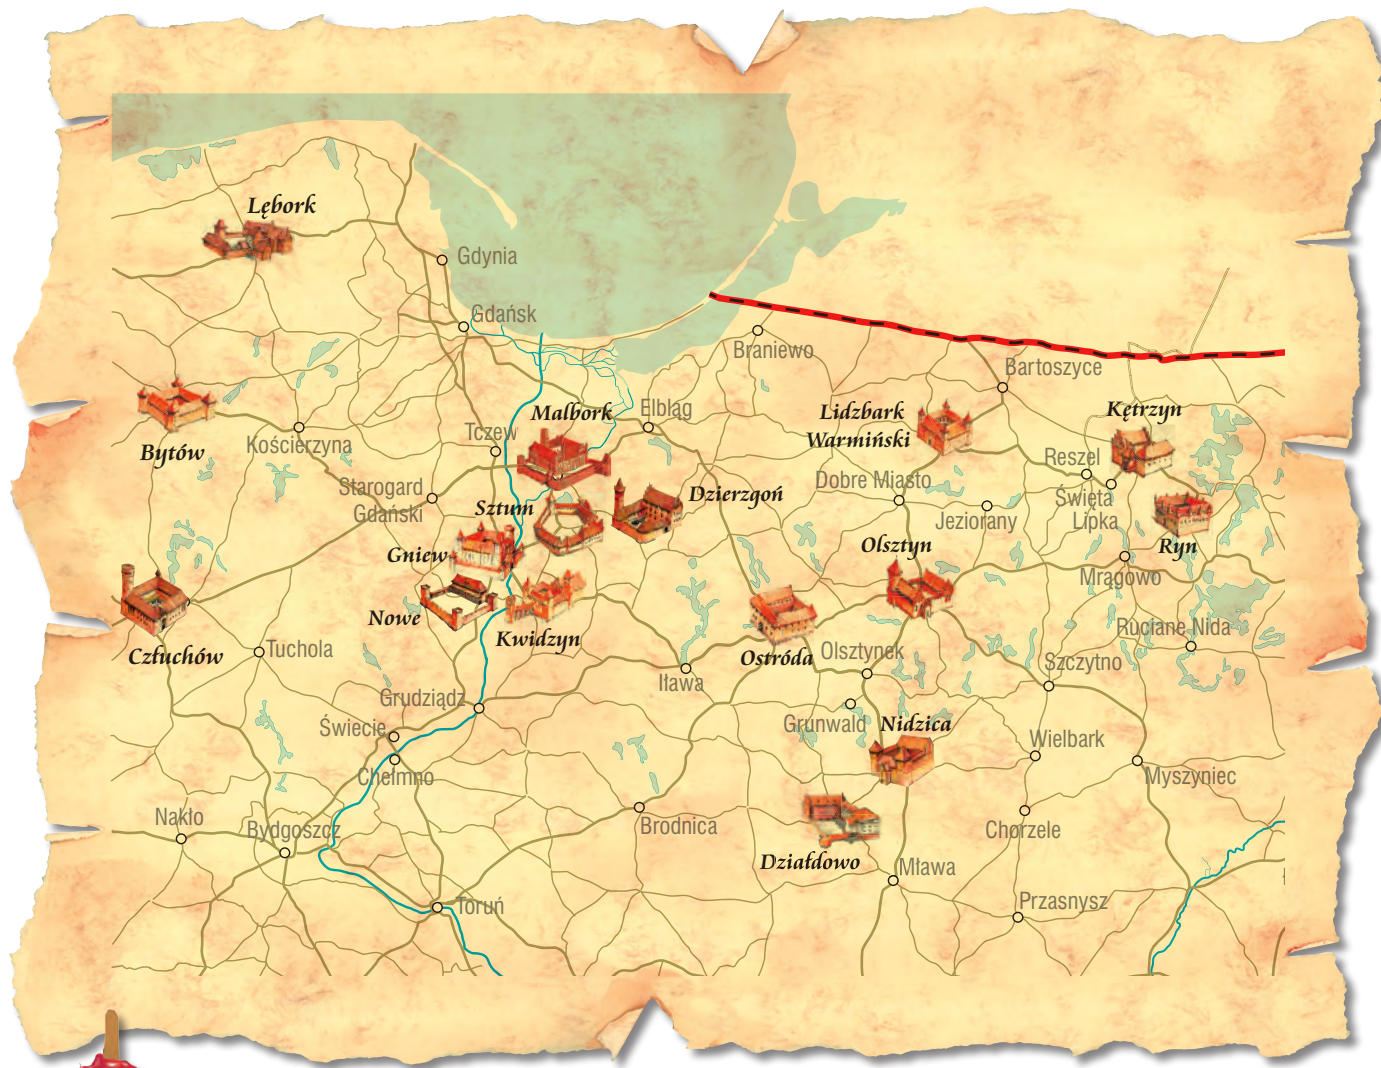 Lębork
Gdynia
Gdańsk
Braniewo
Bartoszyce
Bytów
Kościerzyna
Tczew
Malbork
Elbląg
Lidzbark
Warmiński
Kętrzyn
Reszel
Święta
Lipka
Starogard
Gdański
Sztum
Dzierzgoń
Dobre Miasto
Jeziorany
Gniew
Olsztyn
Ryn
Mrągowo
Nowe
Kwidzyn
Człuchów
Tuchola
Ostróda
Olsztynek
Ruciane Nida
Szczytno
Iława
Grudziądz
Świecie
Chełmno
Grunwald
Nidzica
Wielbark
Myszyniec
Nakło
Bydgoszcz
Brodnica
Chorzele
Działdowo
Mława
Toruń
Przasnysz